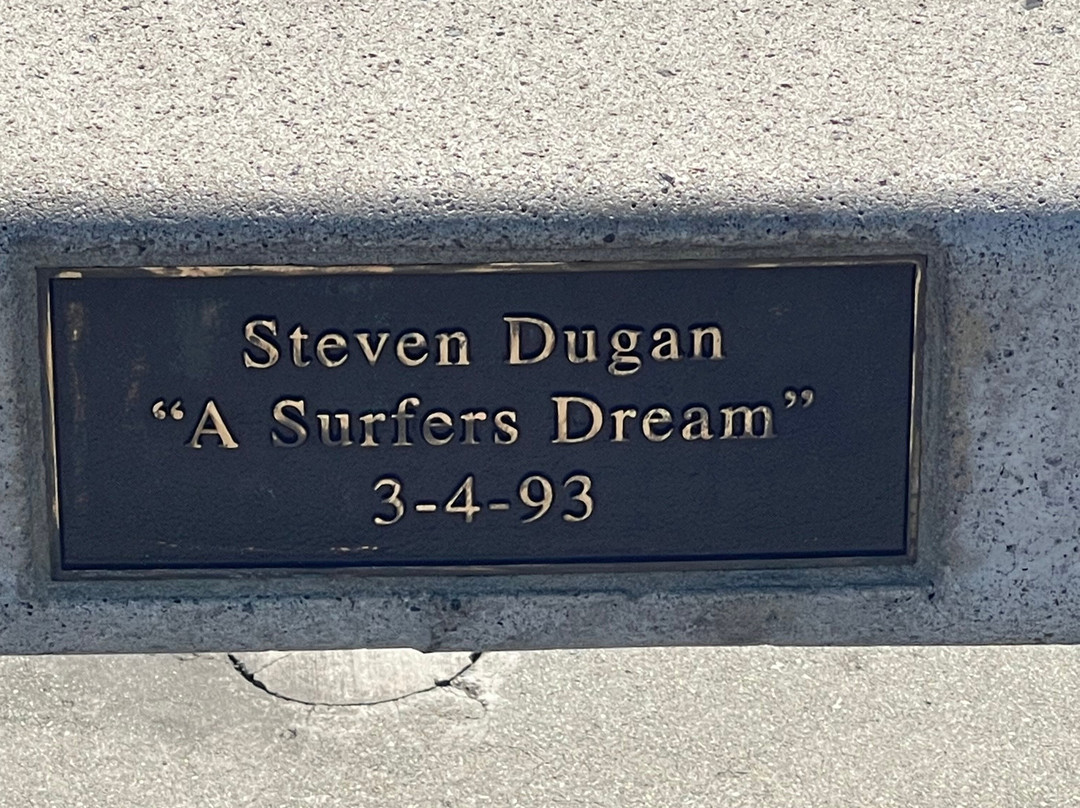 Steven Dugan
“A Surfers Dream”
3-4-93